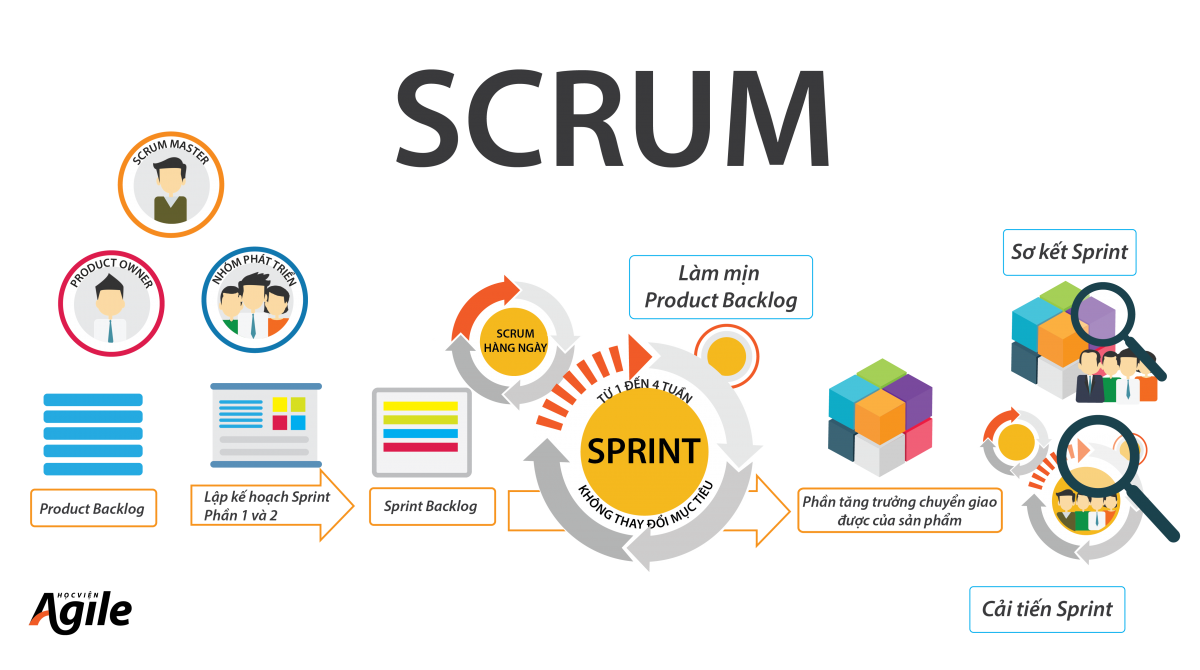 SCRUM
SCRUM MASTER
PRODUCT OWNER
NHÓM PHÁT TRIỂN
Sơ kết Sprint
Làm mịn
Product Backlog
SCRUM
HÀNG NGÀY
TỪ 1 ĐẾN 4 TUẦN
SPRINT
KHÔNG THAY ĐỔI MỤC TIÊU
Product Backlog
Lập kế hoạch Sprint
Phần 1 và 2
Sprint Backlog
Phần tăng trưởng chuyển giao
được của sản phẩm
Cải tiến Sprint
HỌC VIỆN
Agile